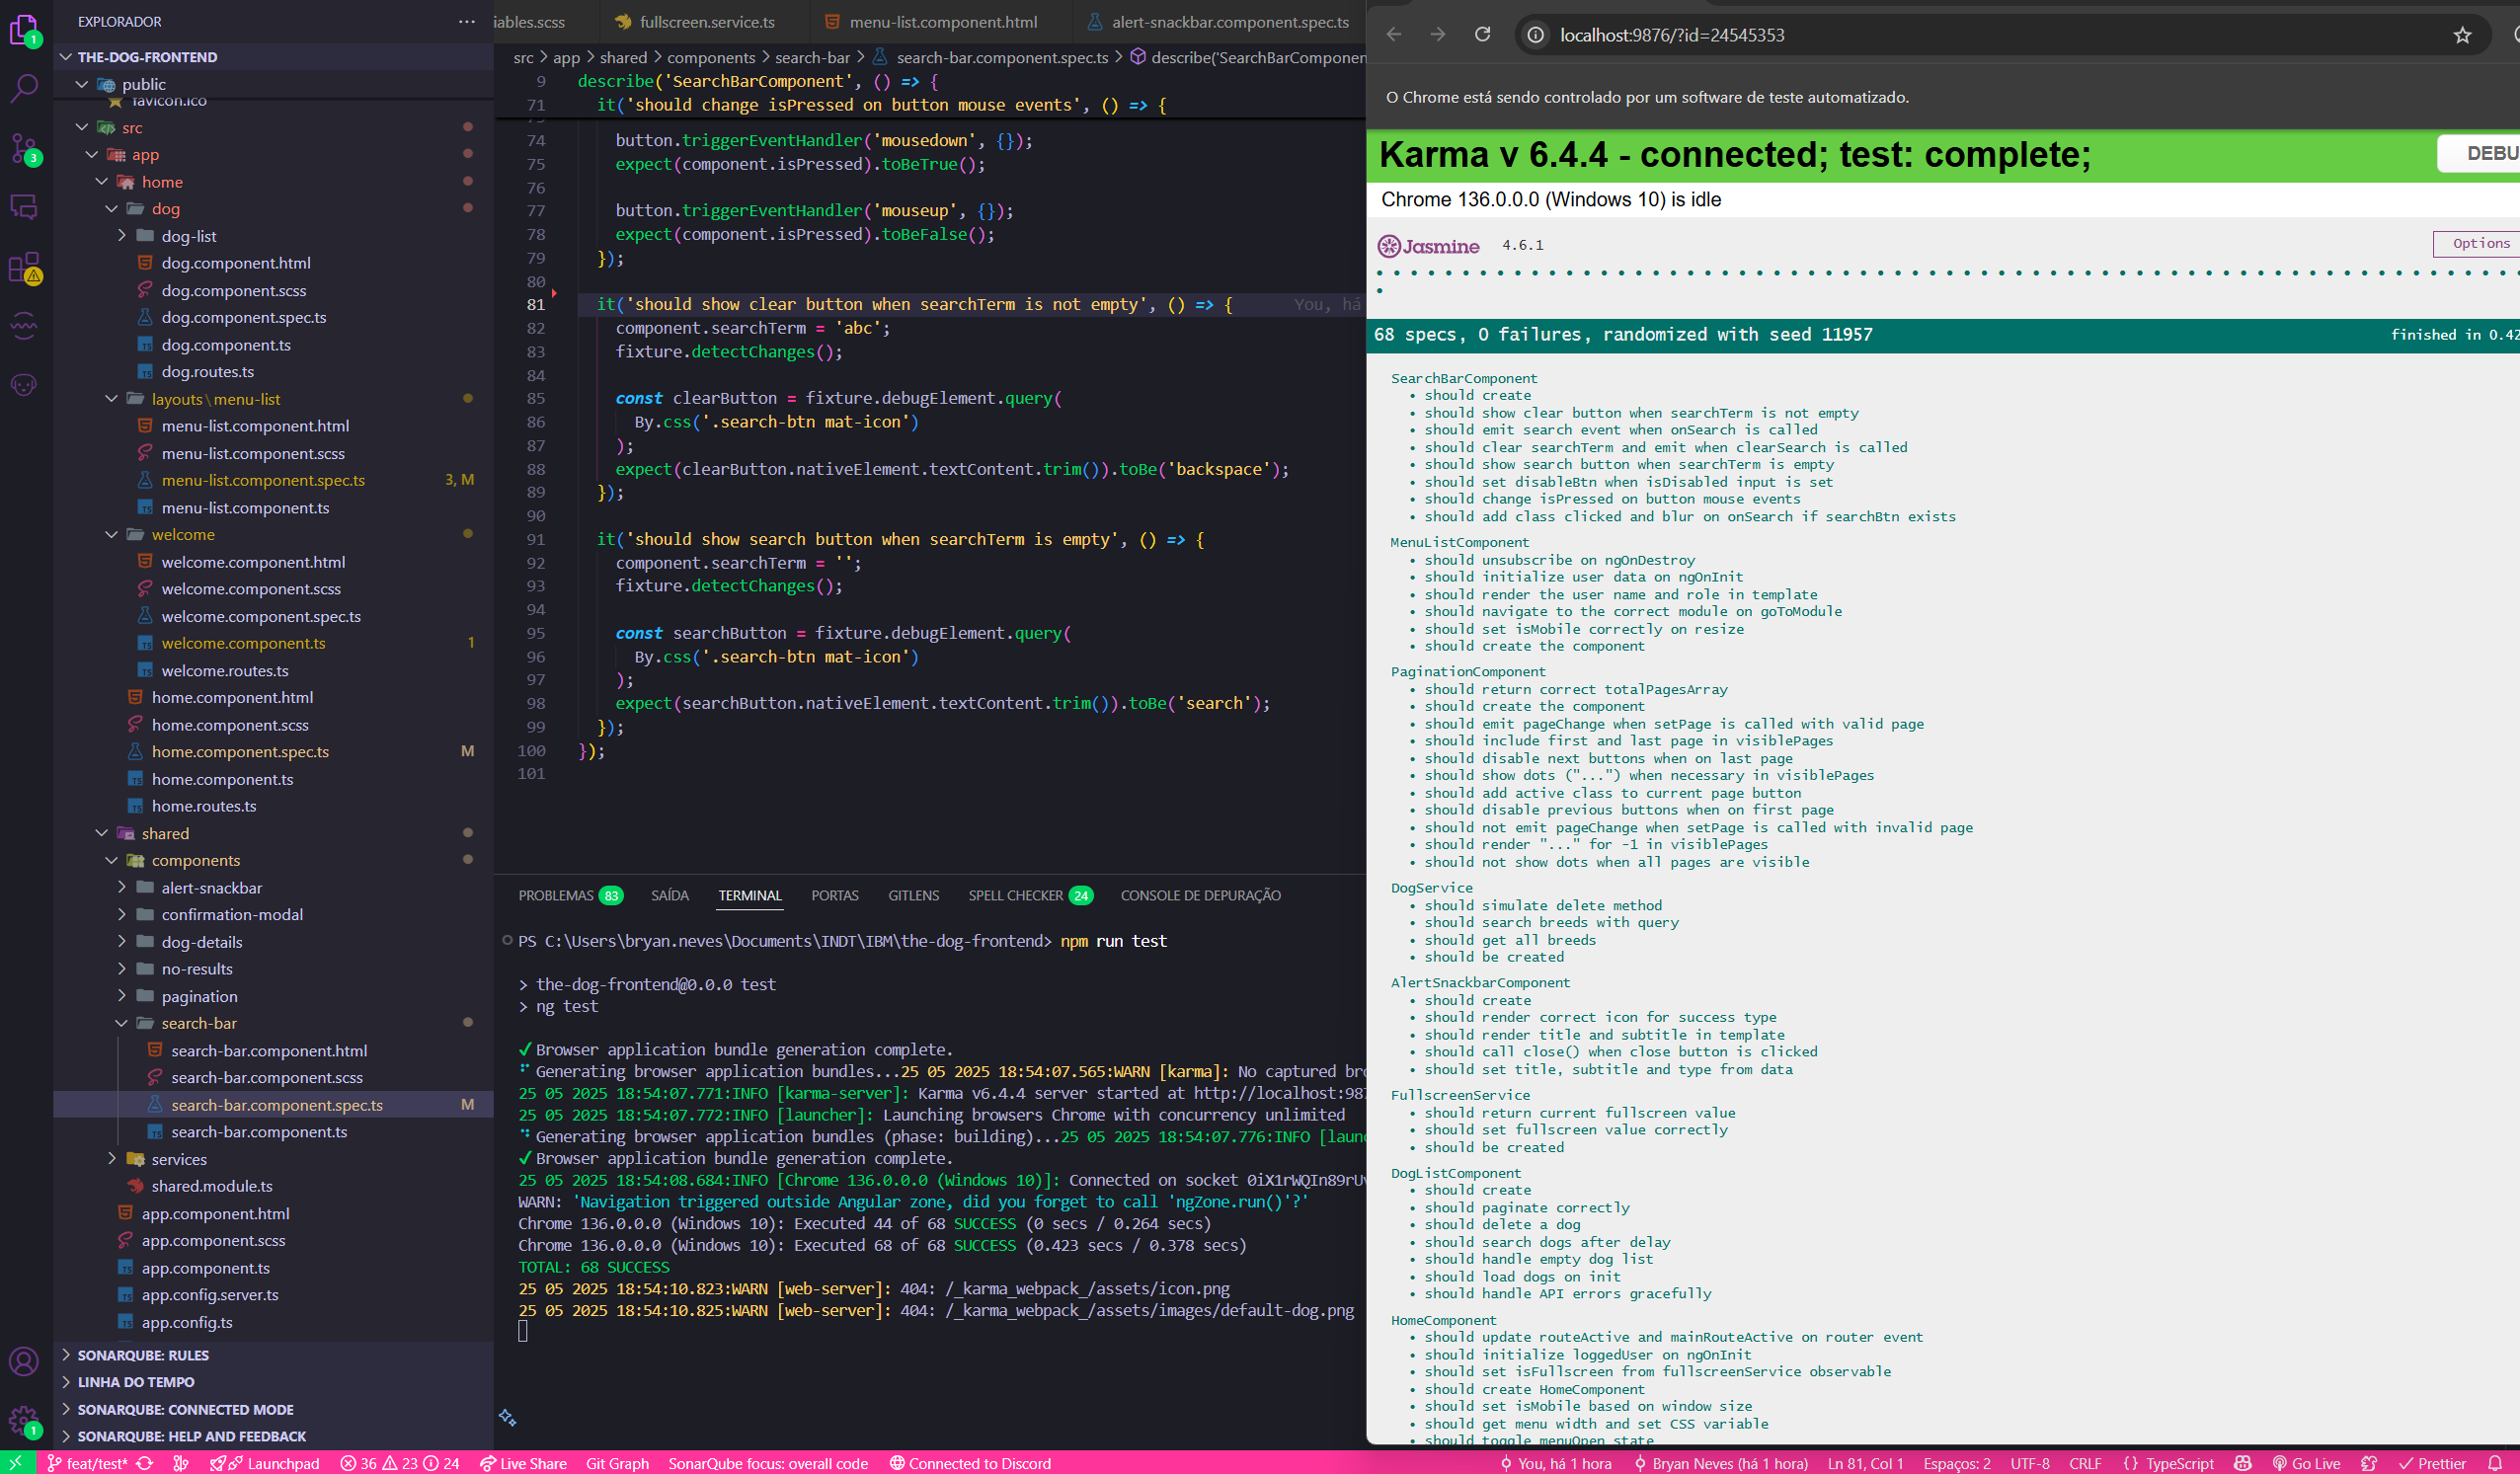 EXPLORADOR
THE-DOG-FRONTEND
public
favicon.ico
src
app
home
dog
dog-list
dog.component.html
dog.component.scss
dog.component.spec.ts
dog.component.ts
dog.routes.ts
layouts\menu-list
menu-list.component.html
menu-list.component.scss
menu-list.component.spec.ts 3, M
menu-list.component.ts
welcome
welcome.component.html
welcome.component.scss
welcome.component.spec.ts
welcome.component.ts 1
welcome.routes.ts
home.component.html
home.component.scss
home.component.spec.ts M
home.component.ts
home.routes.ts
shared
components
alert-snackbar
confirmation-modal
dog-details
no-results
pagination
search-bar
search-bar.component.html
search-bar.component.scss
search-bar.component.spec.ts M
search-bar.component.ts
services
shared.module.ts
app.component.html
app.component.scss
app.component.ts
app.config.server.ts
app.config.ts
SONARQUBE: RULES
LINHA DO TEMPO
SONARQUBE: CONNECTED MODE
SONARQUBE: HELP AND FEEDBACK
iables.scss fullscreen.service.ts menu-list.component.html alert-snackbar.component.spec.ts
src > app > shared > components > search-bar > search-bar.component.spec.ts > describe('SearchBarComponen
9 describe('SearchBarComponent', () => {
71 it('should change isPressed on button mouse events', () => {
74 button.triggerEventHandler('mousedown', {});
75 expect(component.isPressed).toBeTrue();
76
77 button.triggerEventHandler('mouseup', {});
78 expect(component.isPressed).toBeFalse();
79 });
80
81 it('should show clear button when searchTerm is not empty', () => { You, há
82 component.searchTerm = 'abc';
83 fixture.detectChanges();
84
85 const clearButton = fixture.debugElement.query(
86 By.css('.search-btn mat-icon')
87 );
88 expect(clearButton.nativeElement.textContent.trim()).toBe('backspace');
89 });
90
91 it('should show search button when searchTerm is empty', () => {
92 component.searchTerm = '';
93 fixture.detectChanges();
94
95 const searchButton = fixture.debugElement.query(
96 By.css('.search-btn mat-icon')
97 );
98 expect(searchButton.nativeElement.textContent.trim()).toBe('search');
99 });
100 });
101
PROBLEMAS 83 SAÍDA TERMINAL PORTAS GITLENS SPELL CHECKER 24 CONSOLE DE DEPURAÇÃO
PS C:\Users\bryan.neves\Documents\INDT\IBM\the-dog-frontend> npm run test
> the-dog-frontend@0.0.0 test
> ng test
✓ Browser application bundle generation complete.
Generating browser application bundles...25 05 2025 18:54:07.565:WARN [karma]: No captured bro
25 05 2025 18:54:07.771:INFO [karma-server]: Karma v6.4.4 server started at http://localhost:987
25 05 2025 18:54:07.772:INFO [launcher]: Launching browsers Chrome with concurrency unlimited
Generating browser application bundles (phase: building)...25 05 2025 18:54:07.776:INFO [laun
✓ Browser application bundle generation complete.
25 05 2025 18:54:08.684:INFO [Chrome 136.0.0.0 (Windows 10)]: Connected on socket 0iX1rWQIn89rU
WARN: 'Navigation triggered outside Angular zone, did you forget to call 'ngZone.run()'?'
Chrome 136.0.0.0 (Windows 10): Executed 44 of 68 SUCCESS (0 secs / 0.264 secs)
Chrome 136.0.0.0 (Windows 10): Executed 68 of 68 SUCCESS (0.423 secs / 0.378 secs)
TOTAL: 68 SUCCESS
25 05 2025 18:54:10.823:WARN [web-server]: 404: /_karma_webpack_/assets/icon.png
25 05 2025 18:54:10.825:WARN [web-server]: 404: /_karma_webpack_/assets/images/default-dog.png
localhost:9876/?id=24545353
O Chrome está sendo controlado por um software de teste automatizado.
Karma v 6.4.4 - connected; test: complete; DEBU
Chrome 136.0.0.0 (Windows 10) is idle
Jasmine 4.6.1 Options
68 specs, 0 failures, randomized with seed 11957 finished in 0.42
SearchBarComponent
• should create
• should show clear button when searchTerm is not empty
• should emit search event when onSearch is called
• should clear searchTerm and emit when clearSearch is called
• should show search button when searchTerm is empty
• should set disableBtn when isDisabled input is set
• should change isPressed on button mouse events
• should add class clicked and blur on onSearch if searchBtn exists
MenuListComponent
• should unsubscribe on ngOnDestroy
• should initialize user data on ngOnInit
• should render the user name and role in template
• should navigate to the correct module on goToModule
• should set isMobile correctly on resize
• should create the component
PaginationComponent
• should return correct totalPagesArray
• should create the component
• should emit pageChange when setPage is called with valid page
• should include first and last page in visiblePages
• should disable next buttons when on last page
• should show dots ("...") when necessary in visiblePages
• should add active class to current page button
• should disable previous buttons when on first page
• should not emit pageChange when setPage is called with invalid page
• should render "..." for -1 in visiblePages
• should not show dots when all pages are visible
DogService
• should simulate delete method
• should search breeds with query
• should get all breeds
• should be created
AlertSnackbarComponent
• should create
• should render correct icon for success type
• should render title and subtitle in template
• should call close() when close button is clicked
• should set title, subtitle and type from data
FullscreenService
• should return current fullscreen value
• should set fullscreen value correctly
• should be created
DogListComponent
• should create
• should paginate correctly
• should delete a dog
• should search dogs after delay
• should handle empty dog list
• should load dogs on init
• should handle API errors gracefully
HomeComponent
• should update routeActive and mainRouteActive on router event
• should initialize loggedUser on ngOnInit
• should set isFullscreen from fullscreenService observable
• should create HomeComponent
• should set isMobile based on window size
• should get menu width and set CSS variable
• should toggle menuOpen state
feat/test* Launchpad 36 23 24 Live Share Git Graph SonarQube focus: overall code Connected to Discord You, há 1 hora Bryan Neves (há 1 hora) Ln 81, Col 1 Espaços: 2 UTF-8 CRLF {} TypeScript Go Live Prettier